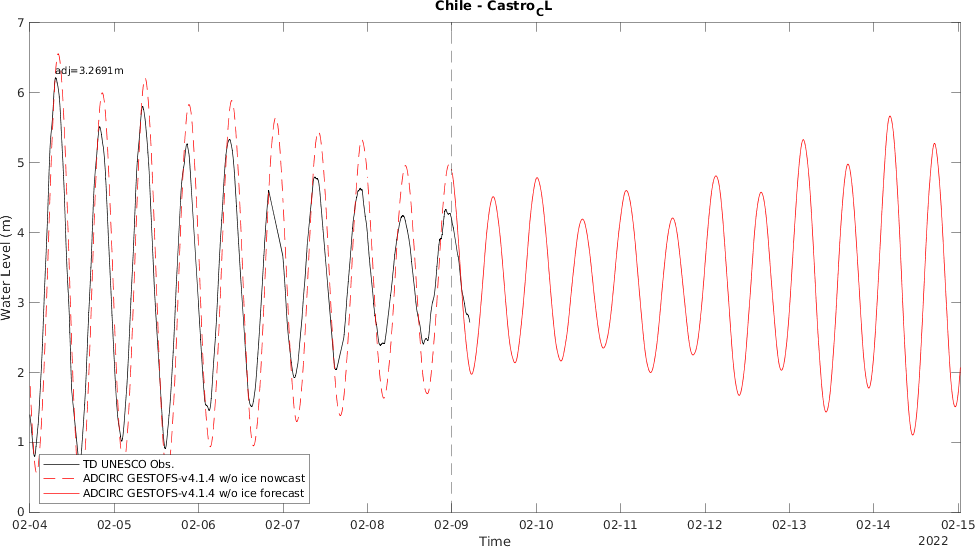 Chile - Castro_CL
7
adj=3.2691m
6
5
4
3
2
1
0
Water Level (m)
TD UNESCO Obs.
ADCIRC GESTOFS-v4.1.4 w/o ice nowcast
ADCIRC GESTOFS-v4.1.4 w/o ice forecast
02-04 02-05 02-06 02-07 02-08 02-09 02-10 02-11 02-12 02-13 02-14 02-15
Time
2022